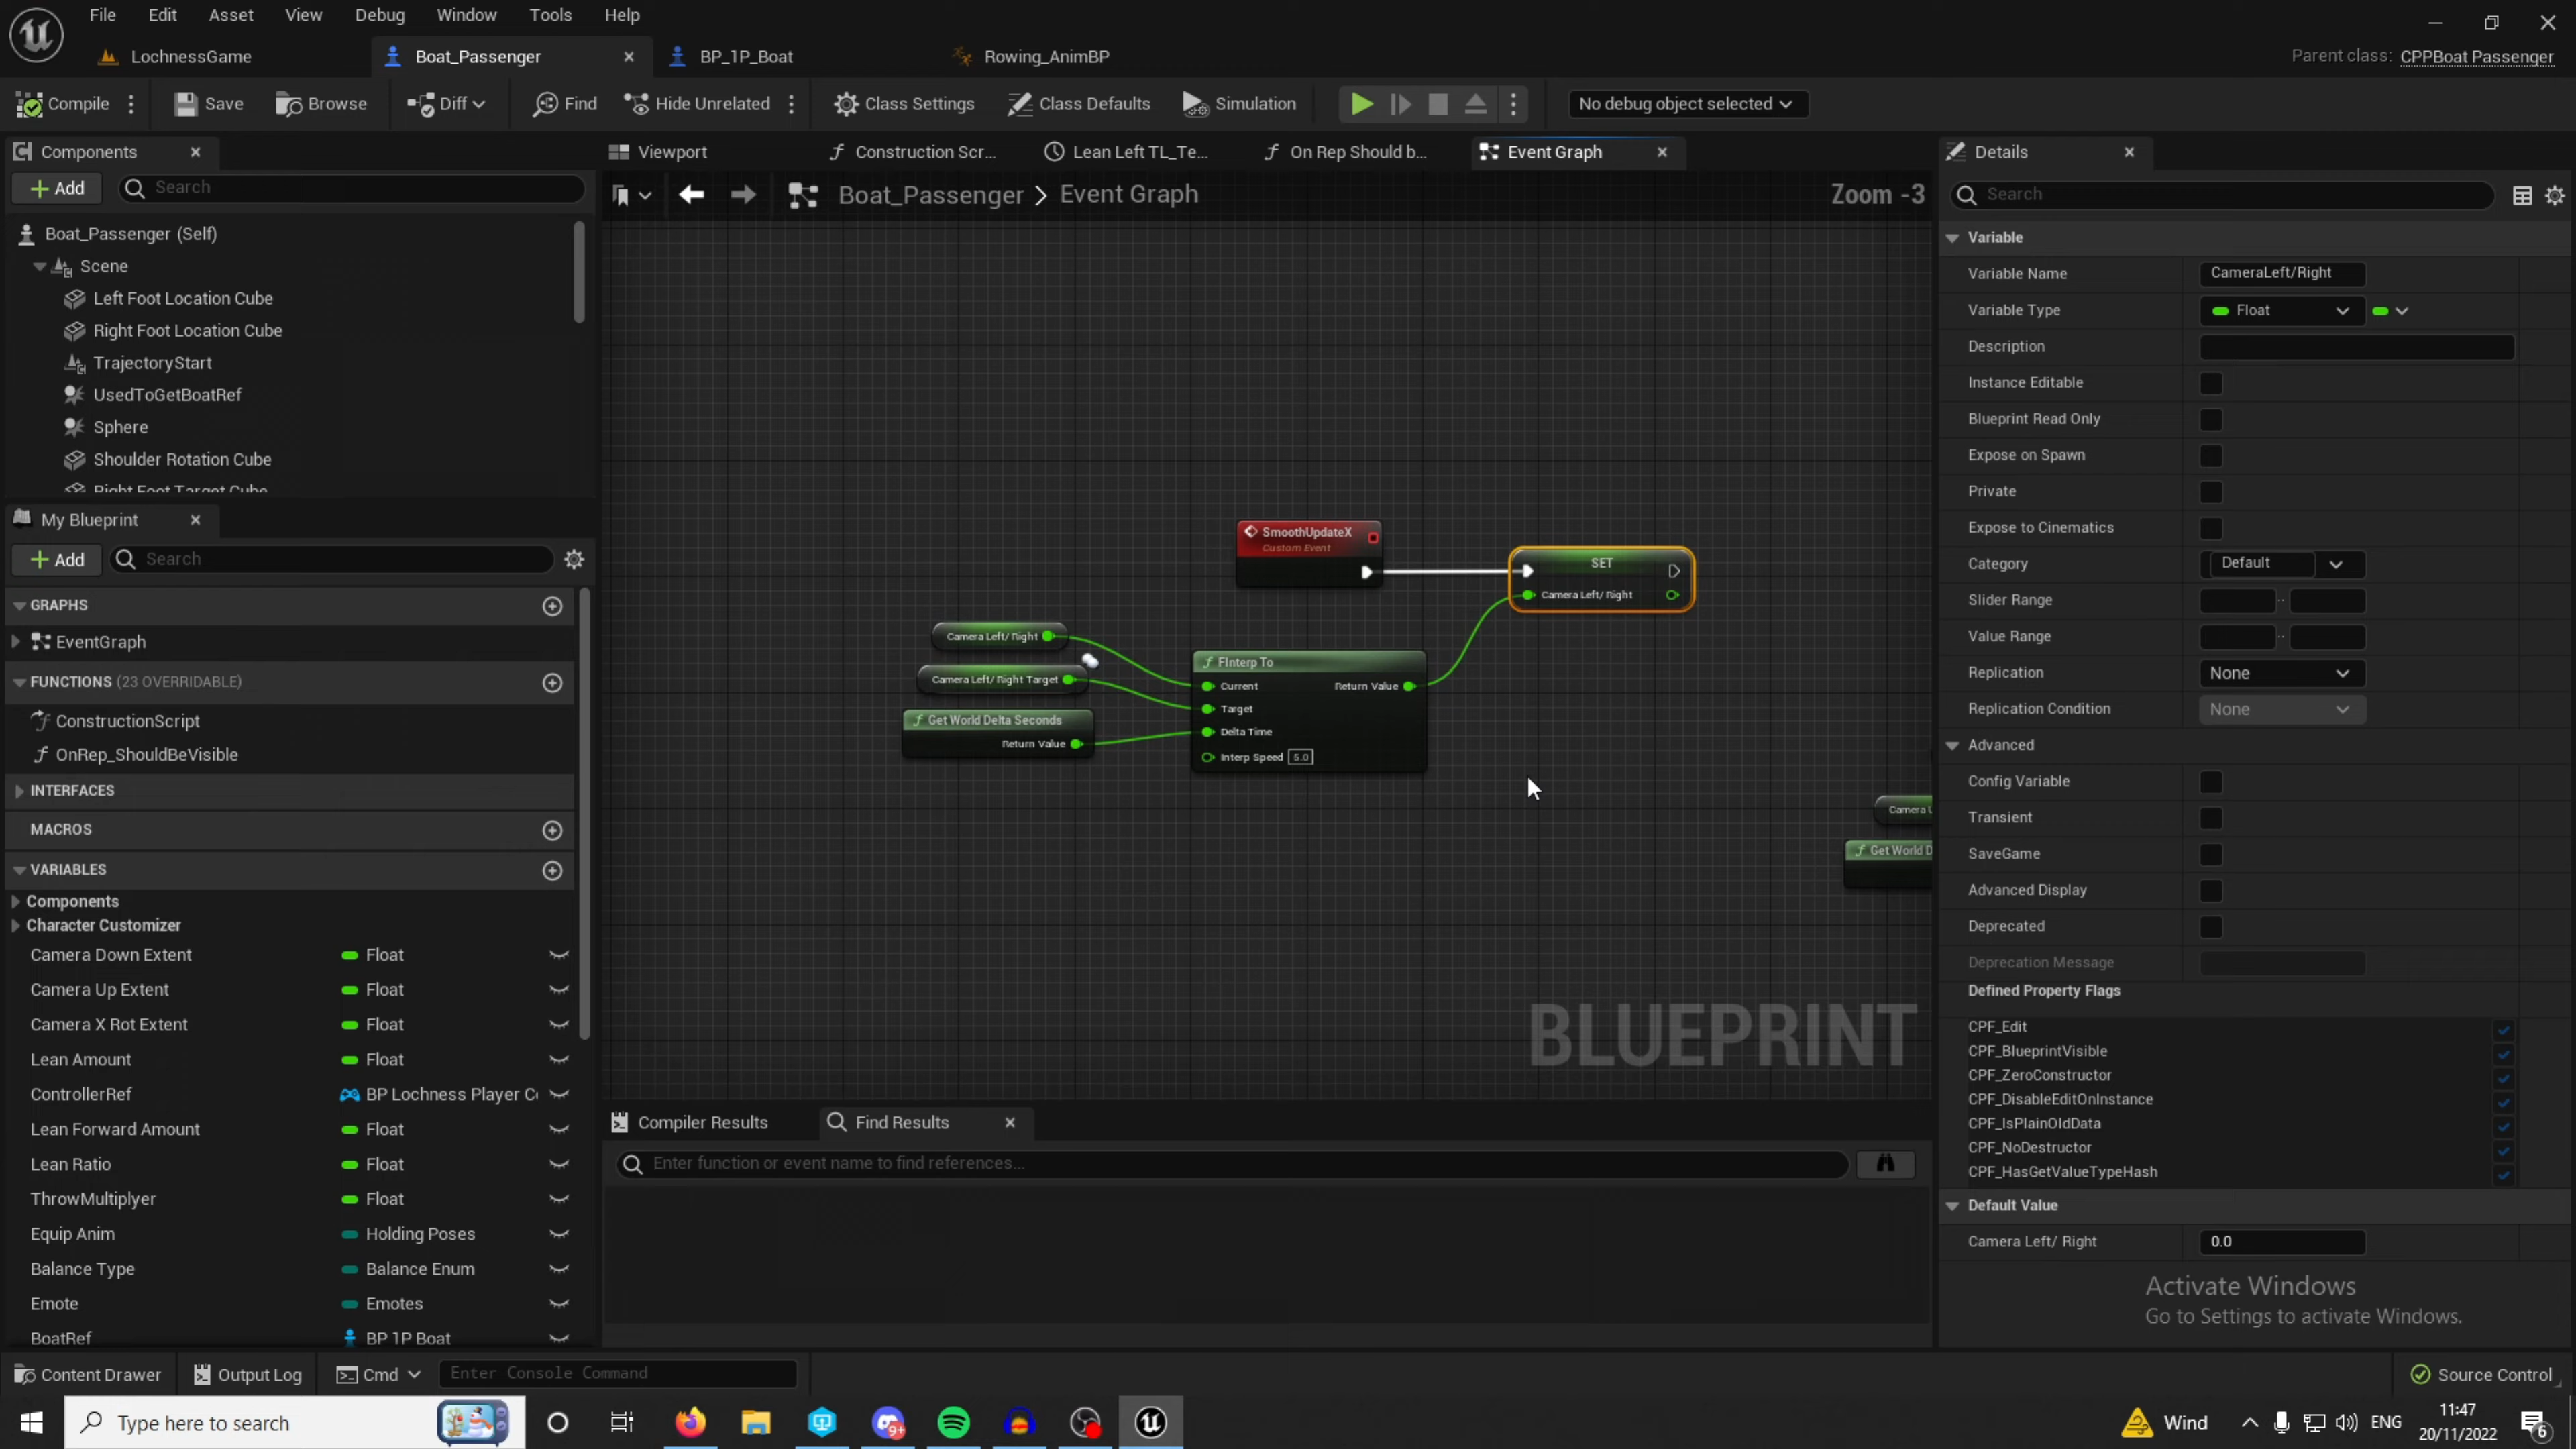 File Edit Asset View Debug Window Tools Help
LochnessGame
Boat_Passenger
BP_1P_Boat
Rowing_AnimBP
Parent class: CPPBoat Passenger
Compile
Save
Browse
Diff
Find
Hide Unrelated
Class Settings
Class Defaults
Simulation
No debug object selected
Components
Add
Search
Boat_Passenger (Self)
Scene
Left Foot Location Cube
Right Foot Location Cube
TrajectoryStart
UsedToGetBoatRef
Sphere
Shoulder Rotation Cube
Right Foot Target Cube
My Blueprint
Add
Search
GRAPHS
EventGraph
FUNCTIONS (23 OVERRIDABLE)
ConstructionScript
OnRep_ShouldBeVisible
INTERFACES
MACROS
VARIABLES
Components
Character Customizer
Camera Down Extent Float
Camera Up Extent Float
Camera X Rot Extent Float
Lean Amount Float
ControllerRef BP Lochness Player C
Lean Forward Amount Float
Lean Ratio Float
ThrowMultiplyer Float
Equip Anim Holding Poses
Balance Type Balance Enum
Emote Emotes
BoatRef BP 1P Boat
Viewport
Construction Scr...
Lean Left TL_Te...
On Rep Should b...
Event Graph
Boat_Passenger > Event Graph
Zoom -3
SmoothUpdateX
Custom Event
SET
Camera Left/ Right
Camera Left/ Right
Camera Left/ Right Target
Get World Delta Seconds
Return Value
FInterp To
Current Return Value
Target
Delta Time
Interp Speed 5.0
Camera U
Get World D
BLUEPRINT
Compiler Results
Find Results
Enter function or event name to find references...
Details
Search
Variable
Variable Name CameraLeft/Right
Variable Type Float
Description
Instance Editable
Blueprint Read Only
Expose on Spawn
Private
Expose to Cinematics
Category Default
Slider Range
Value Range
Replication None
Replication Condition None
Advanced
Config Variable
Transient
SaveGame
Advanced Display
Deprecated
Deprecation Message
Defined Property Flags
CPF_Edit
CPF_BlueprintVisible
CPF_ZeroConstructor
CPF_DisableEditOnInstance
CPF_IsPlainOldData
CPF_NoDestructor
CPF_HasGetValueTypeHash
Default Value
Camera Left/ Right 0.0
Activate Windows
Go to Settings to activate Windows.
Content Drawer
Output Log
Cmd
Enter Console Command
Source Control
Type here to search
9+
Wind
ENG
11:47
20/11/2022
6